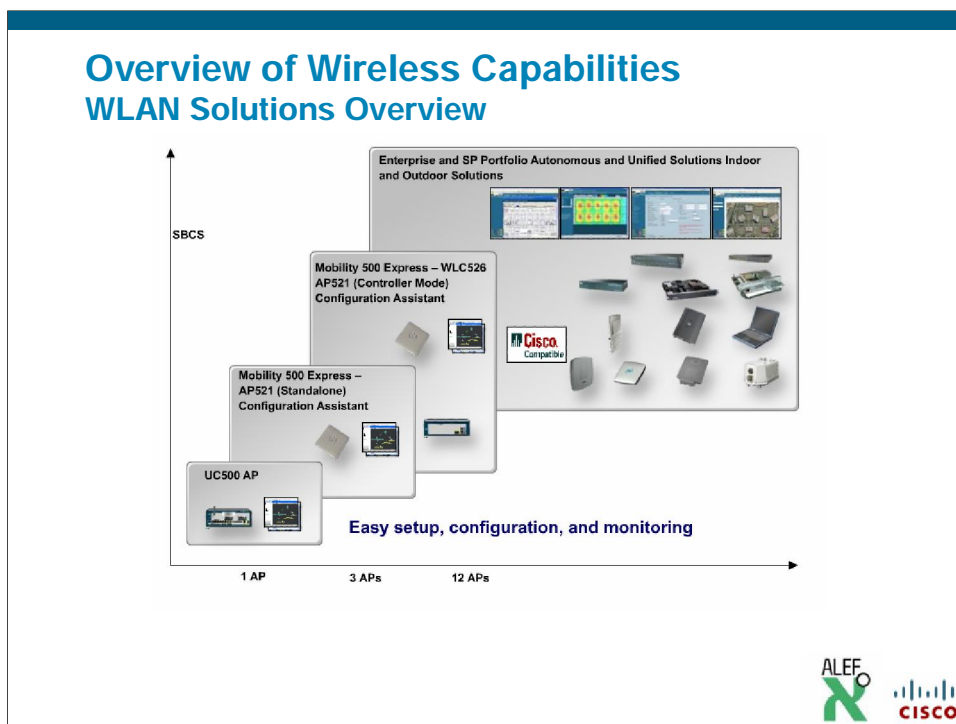 Overview of Wireless Capabilities
WLAN Solutions Overview
Enterprise and SP Portfolio Autonomous and Unified Solutions Indoor
and Outdoor Solutions
SBCS
Mobility 500 Express – WLC526
AP521 (Controller Mode)
Configuration Assistant
Cisco
Compatible
Mobility 500 Express –
AP521 (Standalone)
Configuration Assistant
UC500 AP
Easy setup, configuration, and monitoring
1 AP
3 APs
12 APs
ALEF
CISCO